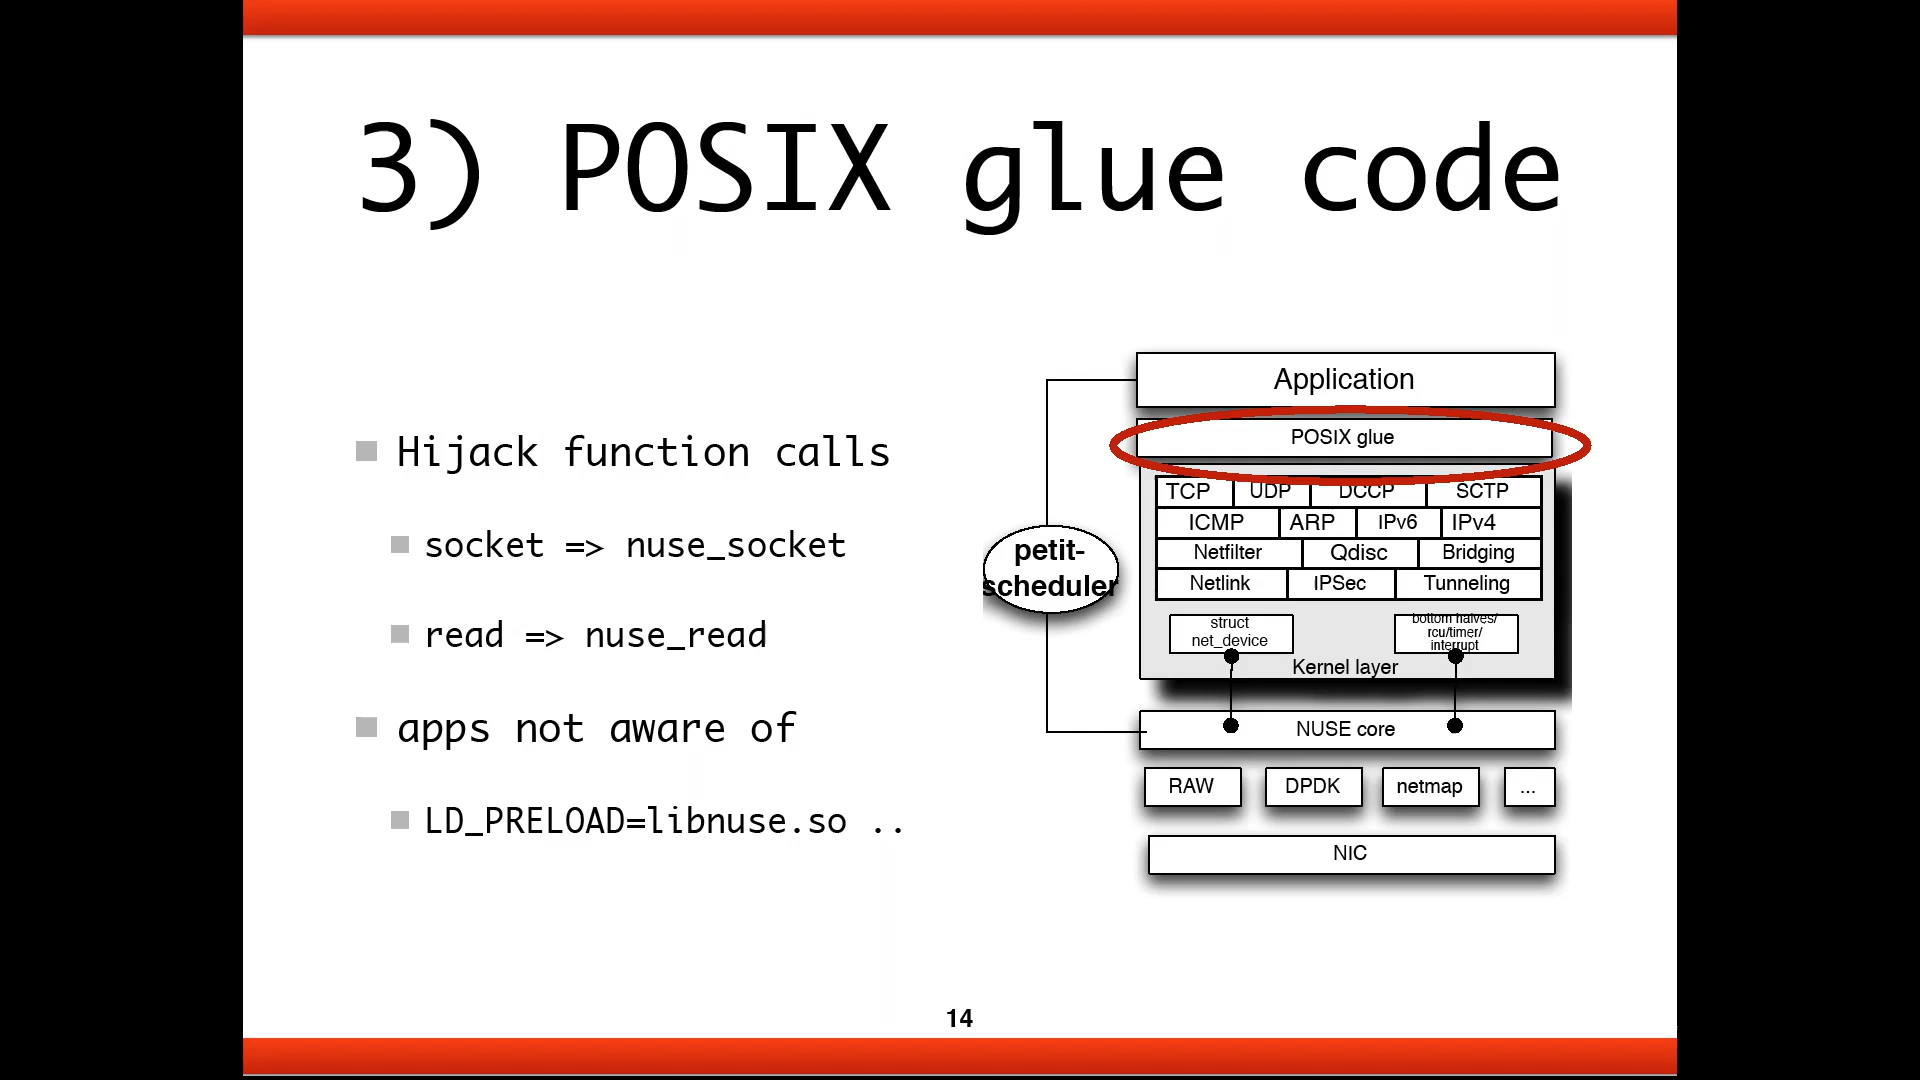 3) POSIX glue code
Hijack function calls
socket => nuse_socket
read => nuse_read
apps not aware of
LD_PRELOAD=libnuse.so ..
Application
POSIX glue
TCP UDP DCCP SCTP
ICMP ARP IPv6 IPv4
Netfilter Qdisc Bridging
Netlink IPSec Tunneling
struct
net_device
bottom halves/
rcu/timer/
interrupt
Kernel layer
petit-
scheduler
NUSE core
RAW DPDK netmap ...
NIC
14